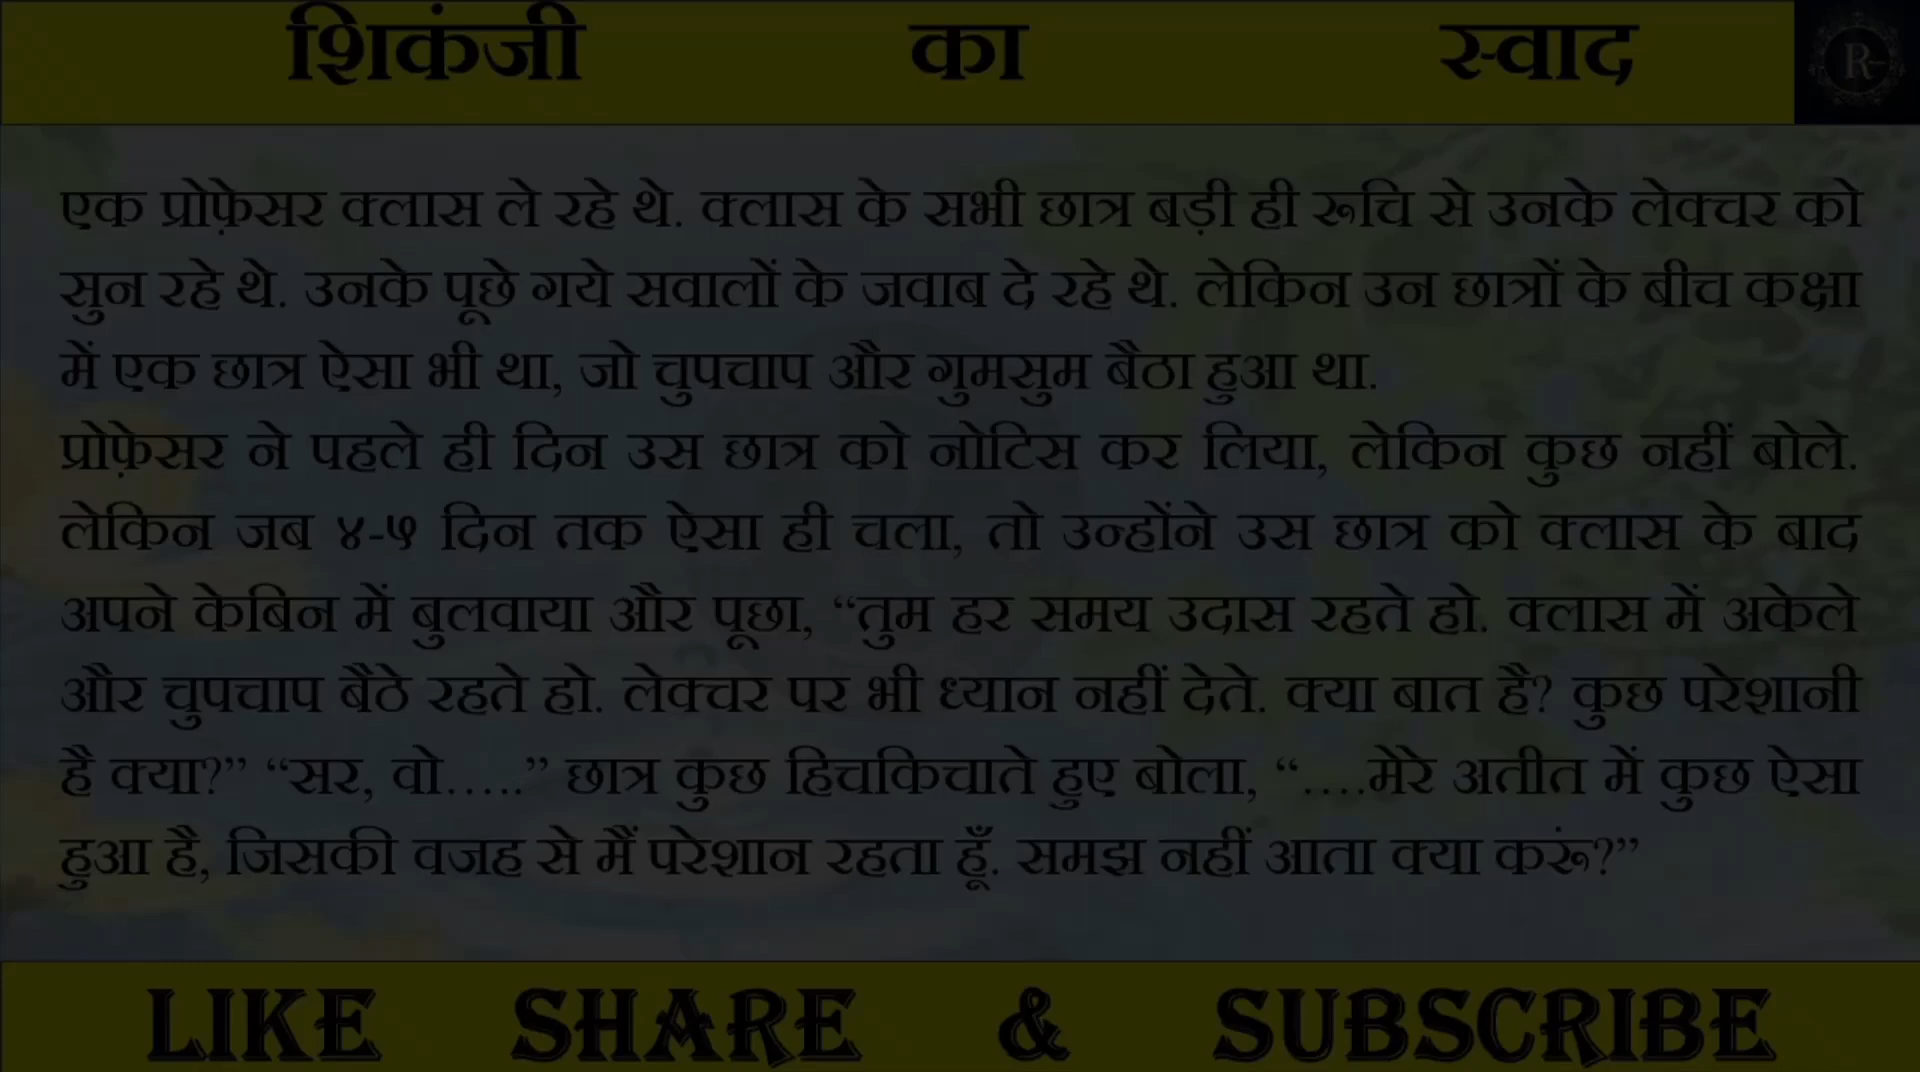 शिकंजी का स्वाद
R
एक प्रोफ़ेसर क्लास ले रहे थे. क्लास के सभी छात्र बड़ी ही रूचि से उनके लेक्चर को
सुन रहे थे. उनके पूछे गये सवालों के जवाब दे रहे थे. लेकिन उन छात्रों के बीच कक्षा
में एक छात्र ऐसा भी था, जो चुपचाप और गुमसुम बैठा हुआ था.
प्रोफ़ेसर ने पहले ही दिन उस छात्र को नोटिस कर लिया, लेकिन कुछ नहीं बोले.
लेकिन जब ४-५ दिन तक ऐसा ही चला, तो उन्होंने उस छात्र को क्लास के बाद
अपने केबिन में बुलवाया और पूछा, “तुम हर समय उदास रहते हो. क्लास में अकेले
और चुपचाप बैठे रहते हो. लेक्चर पर भी ध्यान नहीं देते. क्या बात है? कुछ परेशानी
है क्या?” “सर, वो…..” छात्र कुछ हिचकिचाते हुए बोला, “….मेरे अतीत में कुछ ऐसा
हुआ है, जिसकी वजह से मैं परेशान रहता हूँ. समझ नहीं आता क्या करूं?”
LIKE SHARE & SUBSCRIBE